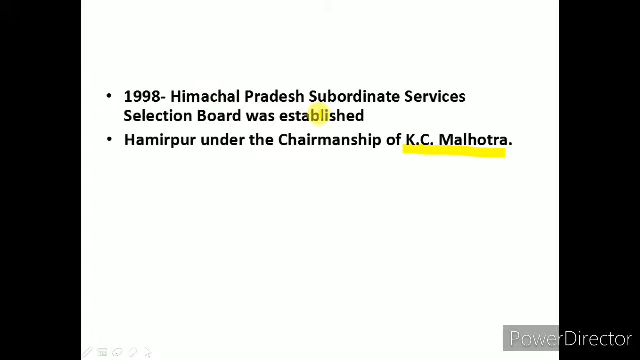 • 1998- Himachal Pradesh Subordinate Services
Selection Board was established
• Hamirpur under the Chairmanship of K.C. Malhotra.
PowerDirector